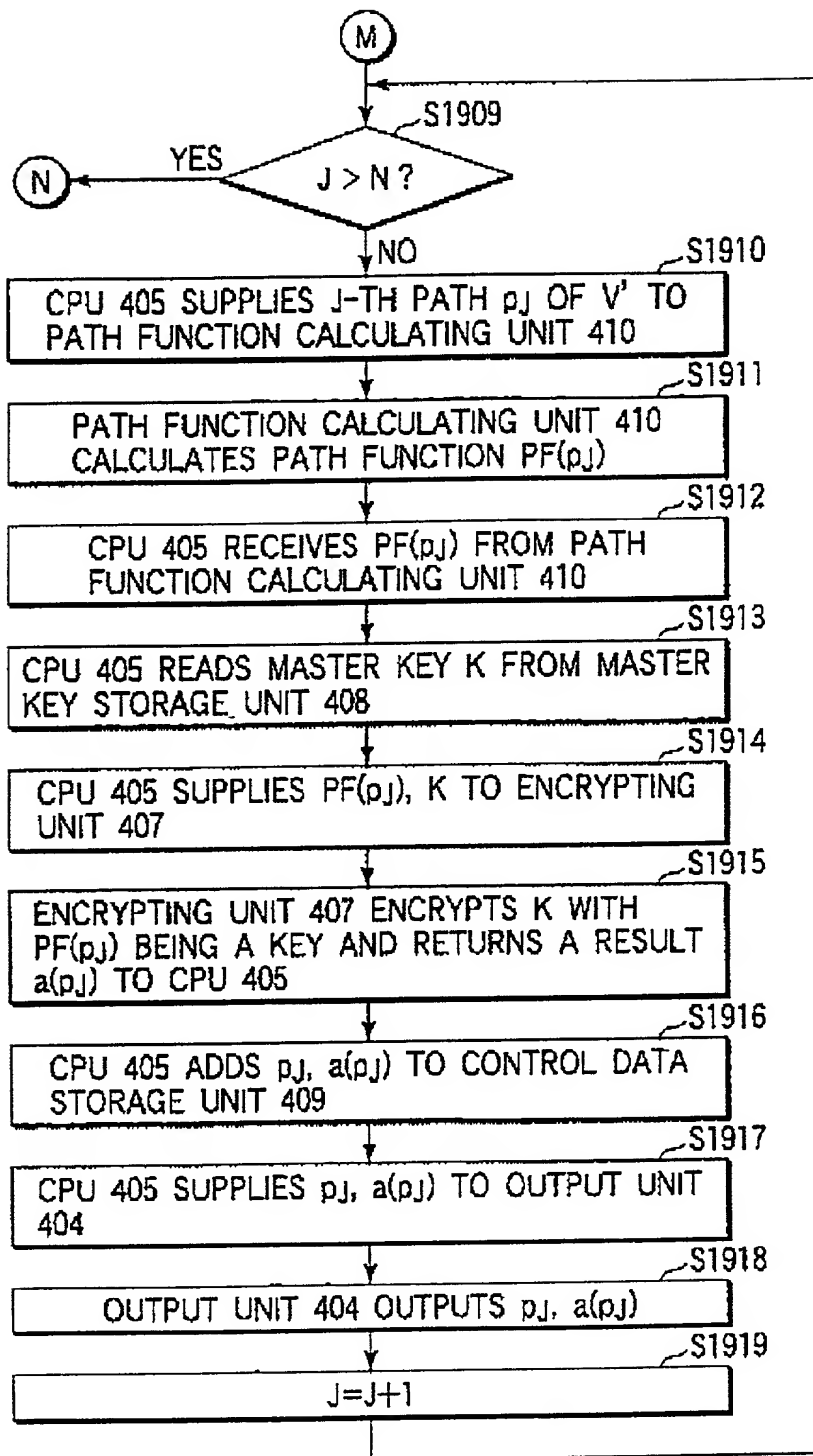 M
S1909
YES
N
J > N ?
NO
S1910
CPU 405 SUPPLIES J-TH PATH pJ OF V' TO
PATH FUNCTION CALCULATING UNIT 410
S1911
PATH FUNCTION CALCULATING UNIT 410
CALCULATES PATH FUNCTION PF(pJ)
S1912
CPU 405 RECEIVES PF(pJ) FROM PATH
FUNCTION CALCULATING UNIT 410
S1913
CPU 405 READS MASTER KEY K FROM MASTER
KEY STORAGE UNIT 408
S1914
CPU 405 SUPPLIES PF(pJ), K TO ENCRYPTING
UNIT 407
S1915
ENCRYPTING UNIT 407 ENCRYPTS K WITH
PF(pJ) BEING A KEY AND RETURNS A RESULT
a(pJ) TO CPU 405
S1916
CPU 405 ADDS pJ, a(pJ) TO CONTROL DATA
STORAGE UNIT 409
S1917
CPU 405 SUPPLIES pJ, a(pJ) TO OUTPUT UNIT
404
S1918
OUTPUT UNIT 404 OUTPUTS pJ, a(pJ)
S1919
J=J+1